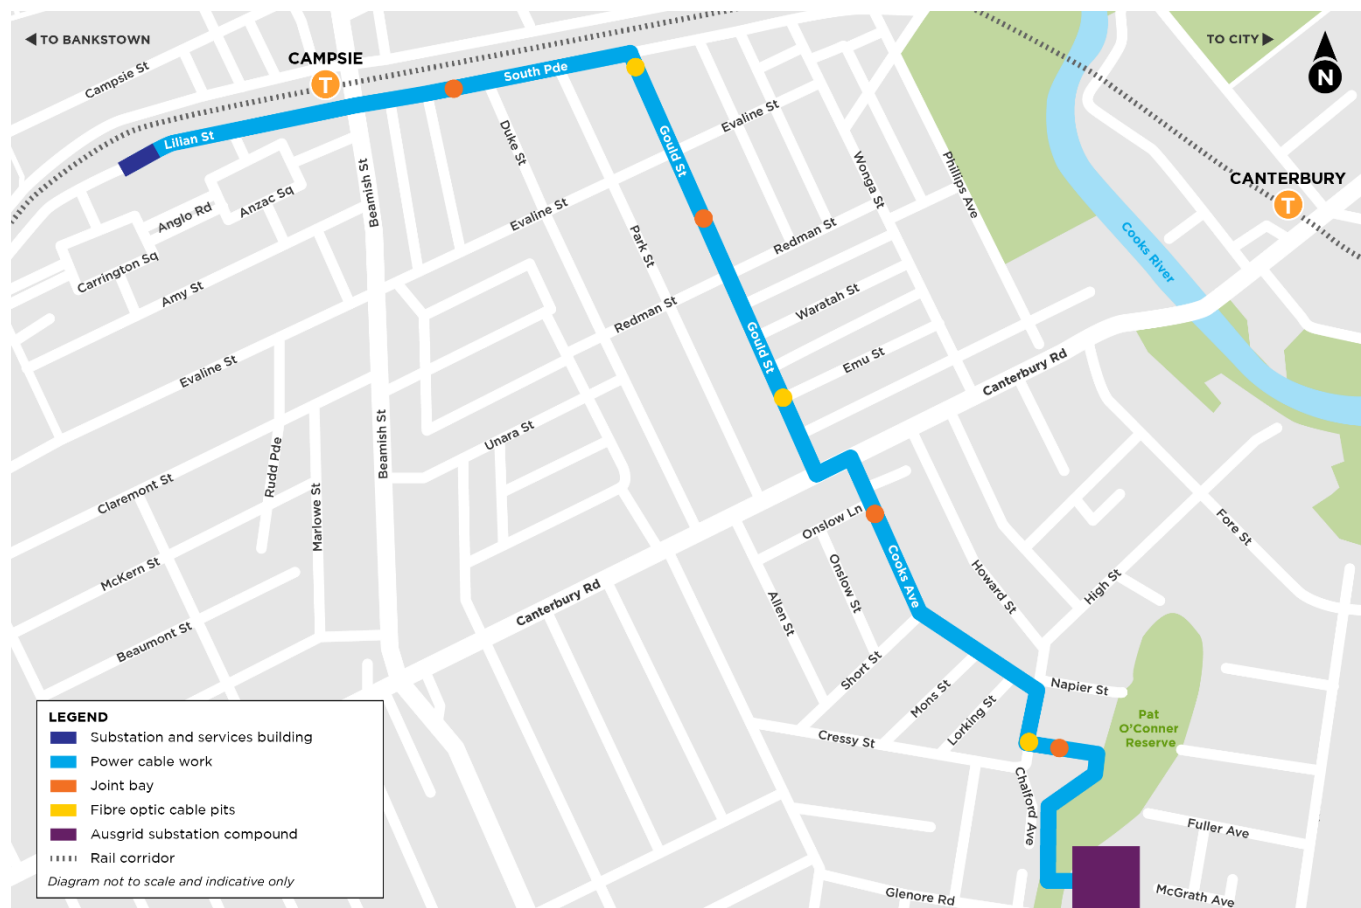 TO BANKSTOWN
TO CITY
N
CAMPSIE
T
South Pde
Campsie St
Lilian St
Duke St
Gould St
Evaline St
Wonga St
Phillips Ave
CANTERBURY
T
Beamish St
Anglo Rd
Anzac Sq
Evaline St
Park St
Redman St
Cooks River
Carrington Sq
Amy St
Redman St
Waratah St
Gould St
Emu St
Canterbury Rd
Evaline St
Unara St
Beamish St
Rudd Pde
Claremont St
Marlowe St
Onslow Ln
Fore St
McKern St
Onslow St
Cooks Ave
Howard St
High St
Canterbury Rd
Allen St
Beaumont St
Short St
Mons St
Lorking St
Napier St
Pat
O'Conner
Reserve
Cressy St
Chalford Ave
Fuller Ave
Glenore Rd
McGrath Ave
LEGEND
Substation and services building
Power cable work
Joint bay
Fibre optic cable pits
Ausgrid substation compound
Rail corridor
Diagram not to scale and indicative only